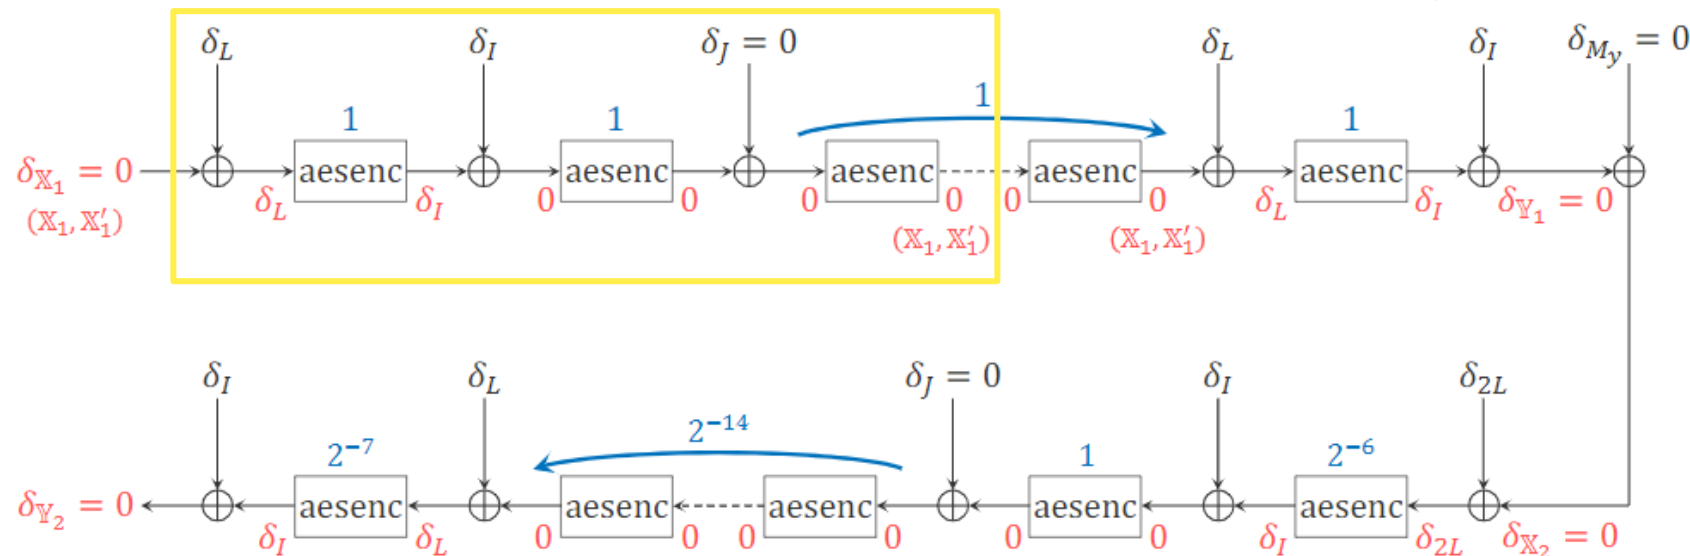 δ_L δ_I δ_J = 0 δ_L δ_I δ_{M_y} = 0
1 1 1 1
δ_{𝕏_1} = 0 aesenc aesenc aesenc aesenc aesenc
δ_L δ_I 0 0 0 0 0 0 δ_L δ_I δ_{𝕐_1} = 0
(𝕏_1, 𝕏′_1) (𝕏_1, 𝕏′_1) (𝕏_1, 𝕏′_1)
δ_I δ_L δ_J = 0 δ_I δ_{2L}
2^{−7} 2^{−14} 1 2^{−6}
δ_{𝕐_2} = 0 aesenc aesenc aesenc aesenc aesenc
δ_I δ_L 0 0 0 0 0 0 δ_I δ_{2L} δ_{𝕏_2} = 0